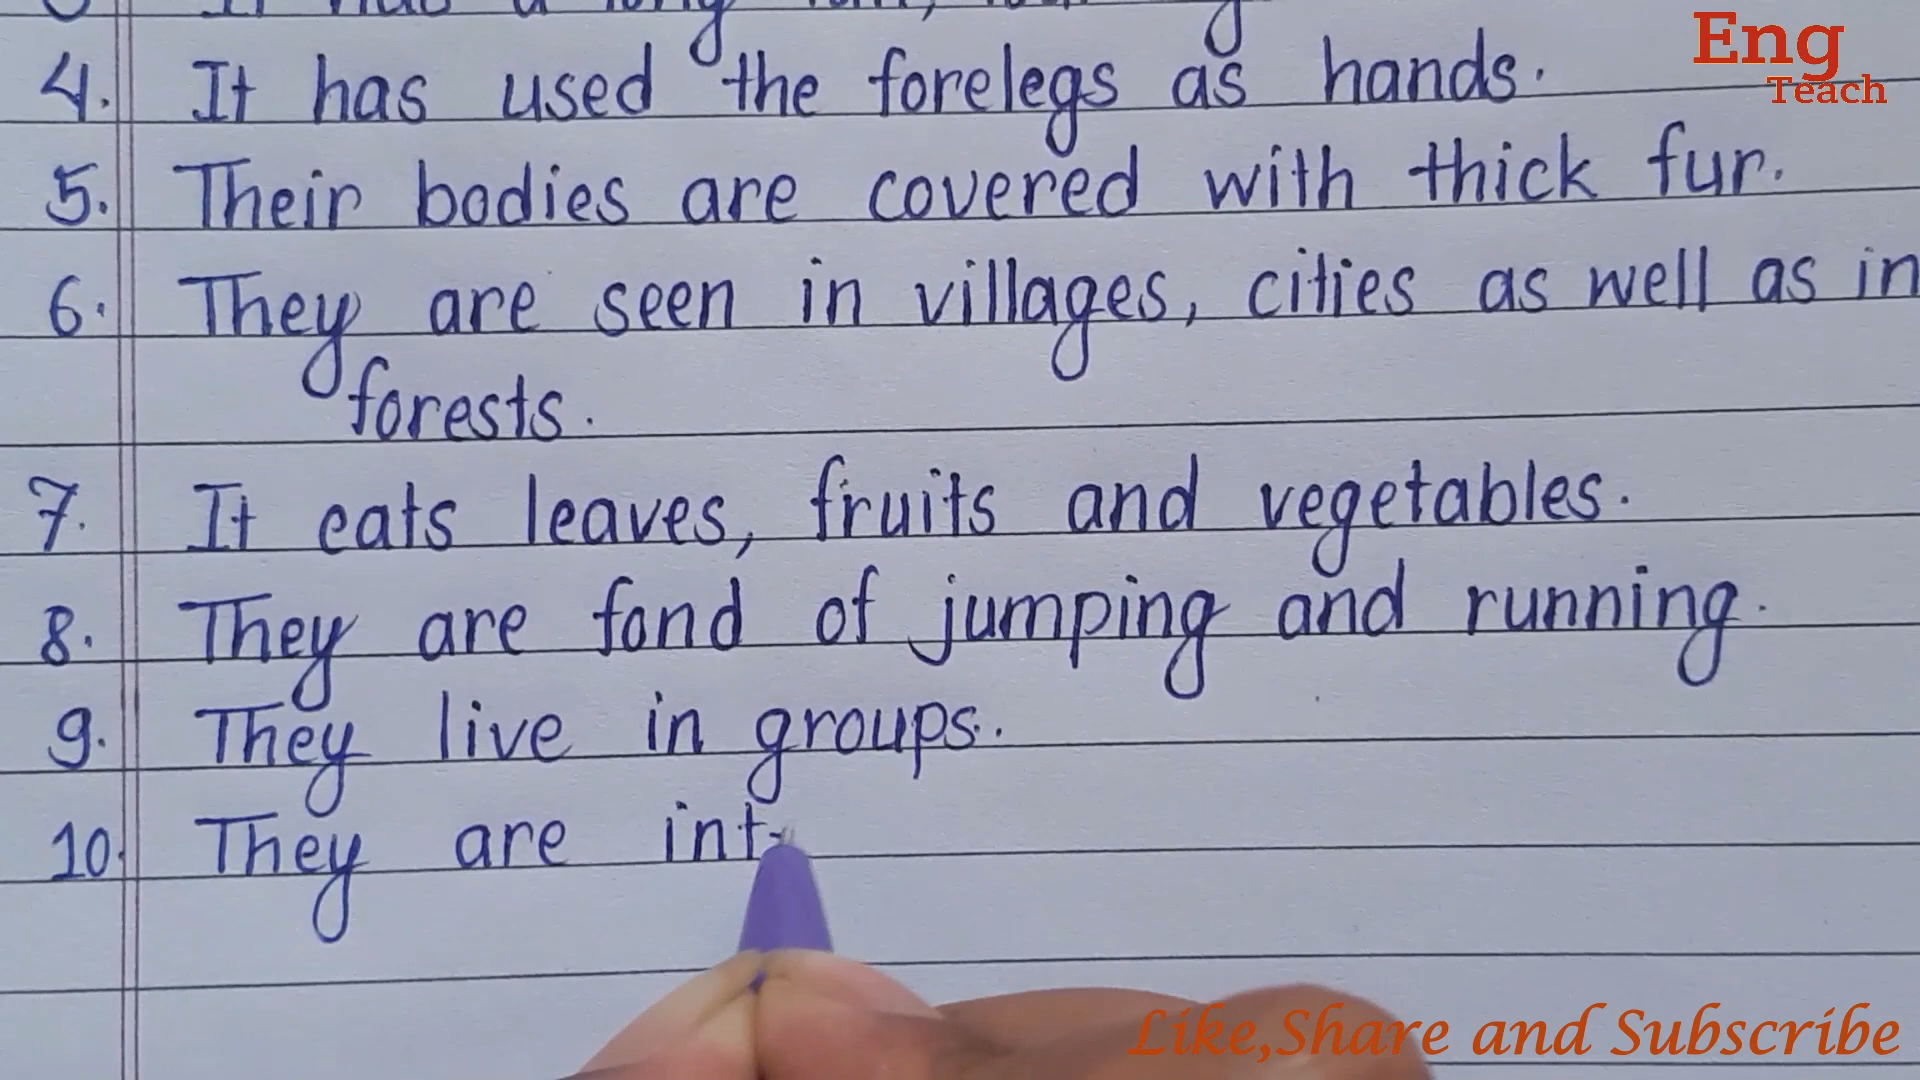 Eng
Teach
4. It has used the forelegs as hands.
5. Their bodies are covered with thick fur.
6. They are seen in villages, cities as well as in
forests.
7. It eats leaves, fruits and vegetables.
8. They are fond of jumping and running.
9. They live in groups.
10. They are int
Like,Share and Subscribe